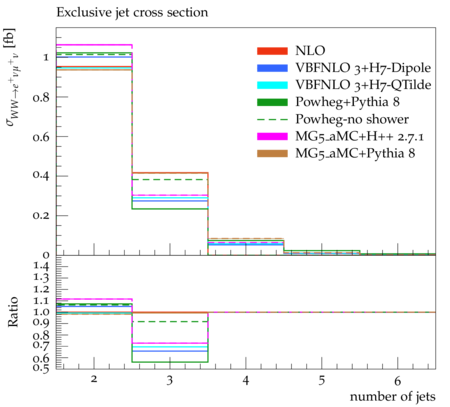 Exclusive jet cross section
σWW→e+νμ+ν [fb]
1
0.8
0.6
0.4
0.2
0
NLO
VBFNLO 3+H7-Dipole
VBFNLO 3+H7-QTilde
Powheg+Pythia 8
Powheg-no shower
MG5_aMC+H++ 2.7.1
MG5_aMC+Pythia 8
Ratio
1.4
1.3
1.2
1.1
1.0
0.9
0.8
0.7
0.6
0.5
2 3 4 5 6
number of jets